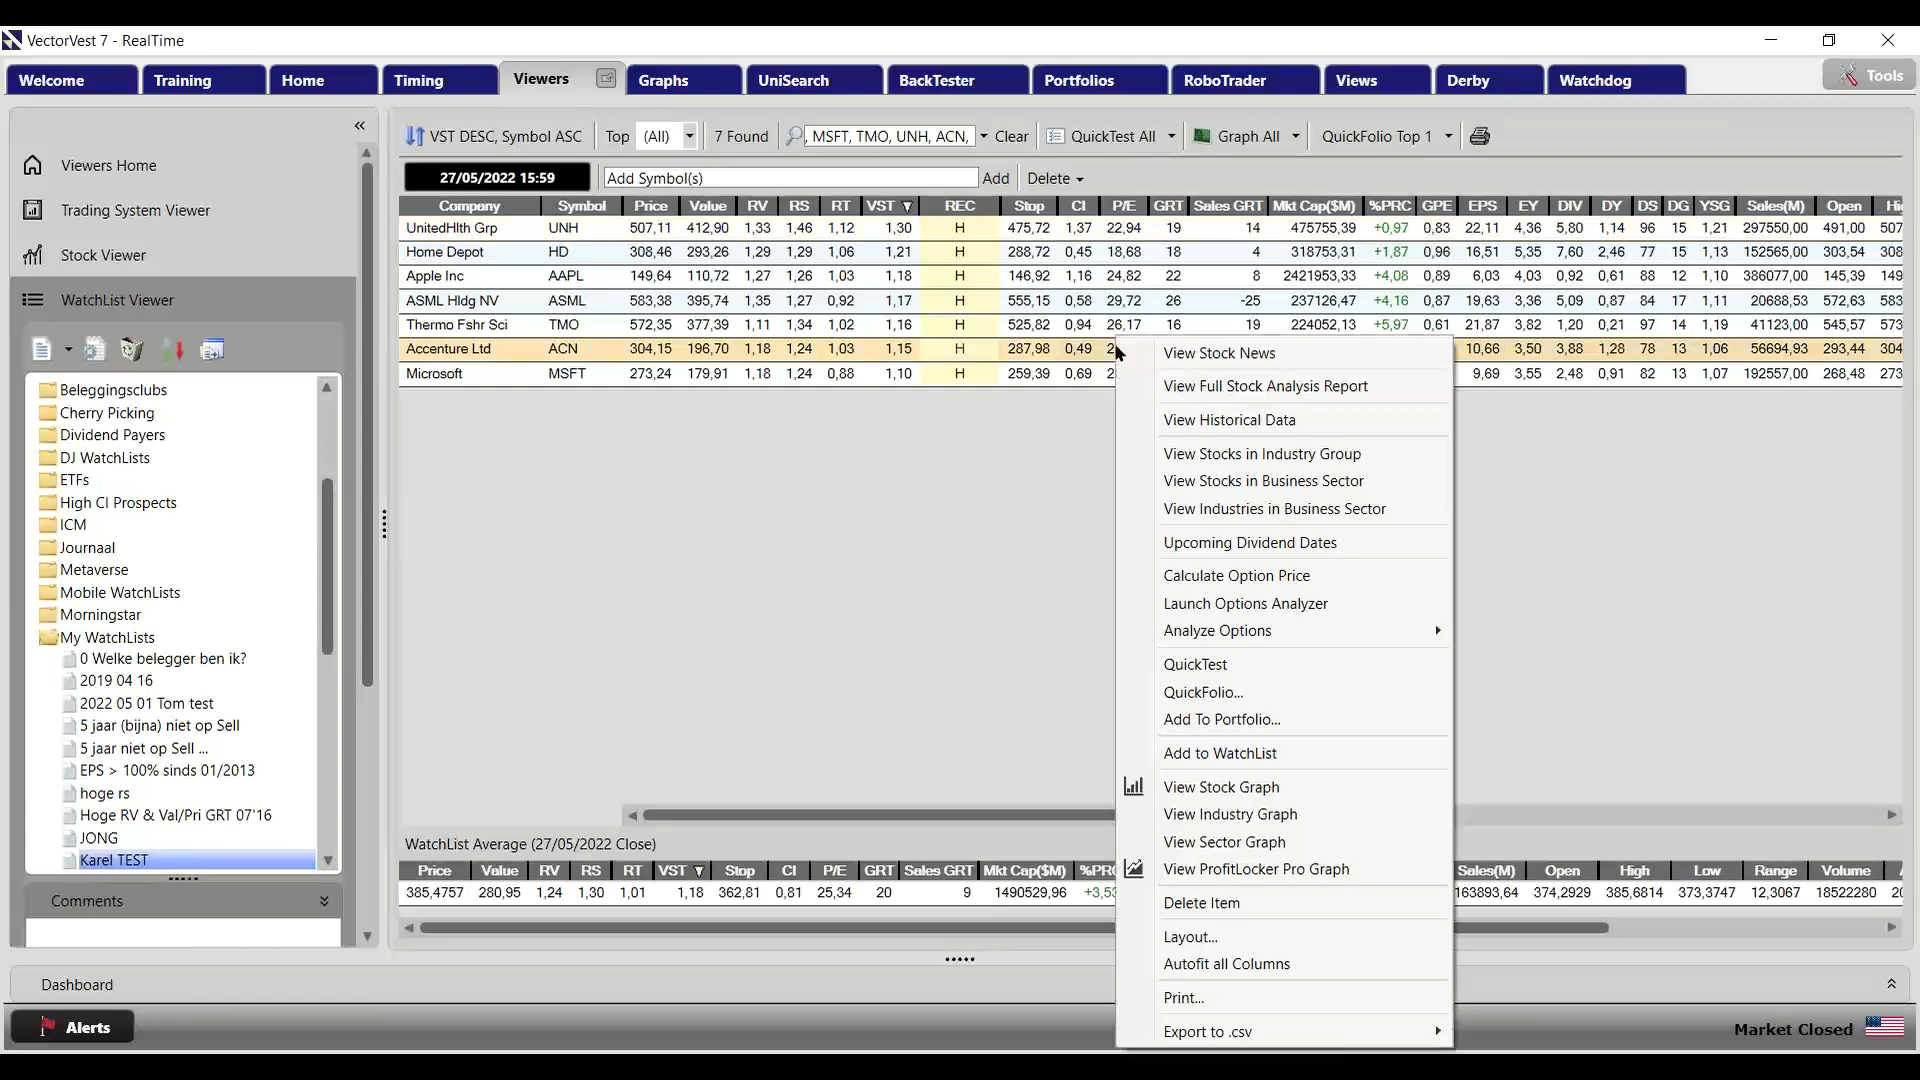 VectorVest 7 - RealTime
Welcome Training Home Timing Viewers Graphs UniSearch BackTester Portfolios RoboTrader Views Derby Watchdog Tools
«
Viewers Home
Trading System Viewer
Stock Viewer
WatchList Viewer
Beleggingsclubs
Cherry Picking
Dividend Payers
DJ WatchLists
ETFs
High CI Prospects
ICM
Journaal
Metaverse
Mobile WatchLists
Morningstar
My WatchLists
0 Welke belegger ben ik?
2019 04 16
2022 05 01 Tom test
5 jaar (bijna) niet op Sell
5 jaar niet op Sell ...
EPS > 100% sinds 01/2013
hoge rs
Hoge RV & Val/Pri GRT 07'16
JONG
Karel TEST
Comments
VST DESC, Symbol ASC Top (All) 7 Found , MSFT, TMO, UNH, ACN, Clear QuickTest All Graph All QuickFolio Top 1
27/05/2022 15:59 Add Symbol(s) Add Delete
Company Symbol Price Value RV RS RT VST REC Stop CI P/E GRT Sales GRT Mkt Cap($M) %PRC GPE EPS EY DIV DY DS DG YSG Sales(M) Open
UnitedHlth Grp UNH 507,11 412,90 1,33 1,46 1,12 1,30 H 475,72 1,37 22,94 19 14 475755,39 +0,97 0,83 22,11 4,36 5,80 1,14 96 15 1,21 297550,00 491,00 507
Home Depot HD 308,46 293,26 1,29 1,29 1,06 1,21 H 288,72 0,45 18,68 18 4 318753,31 +1,87 0,96 16,51 5,35 7,60 2,46 77 15 1,13 152565,00 303,54 308
Apple Inc AAPL 149,64 110,72 1,27 1,26 1,03 1,18 H 146,92 1,16 24,82 22 8 2421953,33 +4,08 0,89 6,03 4,03 0,92 0,61 88 12 1,10 386077,00 145,39 149
ASML Hldg NV ASML 583,38 395,74 1,35 1,27 0,92 1,17 H 555,15 0,58 29,72 26 -25 237126,47 +4,16 0,87 19,63 3,36 5,09 0,87 84 17 1,11 20688,53 572,63 583
Thermo Fshr Sci TMO 572,35 377,39 1,11 1,34 1,02 1,16 H 525,82 0,94 26,17 16 19 224052,13 +5,97 0,61 21,87 3,82 1,20 0,21 97 14 1,19 41123,00 545,57 573
Accenture Ltd ACN 304,15 196,70 1,18 1,24 1,03 1,15 H 287,98 0,49 2 10,66 3,50 3,88 1,28 78 13 1,06 56694,93 293,44 304
Microsoft MSFT 273,24 179,91 1,18 1,24 0,88 1,10 H 259,39 0,69 2 9,69 3,55 2,48 0,91 82 13 1,07 192557,00 268,48 273
View Stock News
View Full Stock Analysis Report
View Historical Data
View Stocks in Industry Group
View Stocks in Business Sector
View Industries in Business Sector
Upcoming Dividend Dates
Calculate Option Price
Launch Options Analyzer
Analyze Options
QuickTest
QuickFolio...
Add To Portfolio...
Add to WatchList
View Stock Graph
View Industry Graph
View Sector Graph
View ProfitLocker Pro Graph
Delete Item
Layout...
Autofit all Columns
Print...
Export to .csv
WatchList Average (27/05/2022 Close)
Price Value RV RS RT VST Stop CI P/E GRT Sales GRT Mkt Cap($M) %PRC Sales(M) Open High Low Range Volume
385,4757 280,95 1,24 1,30 1,01 1,18 362,81 0,81 25,34 20 9 1490529,96 +3,53 163893,64 374,2929 385,6814 373,3747 12,3067 18522280 20
Dashboard
Alerts
Market Closed